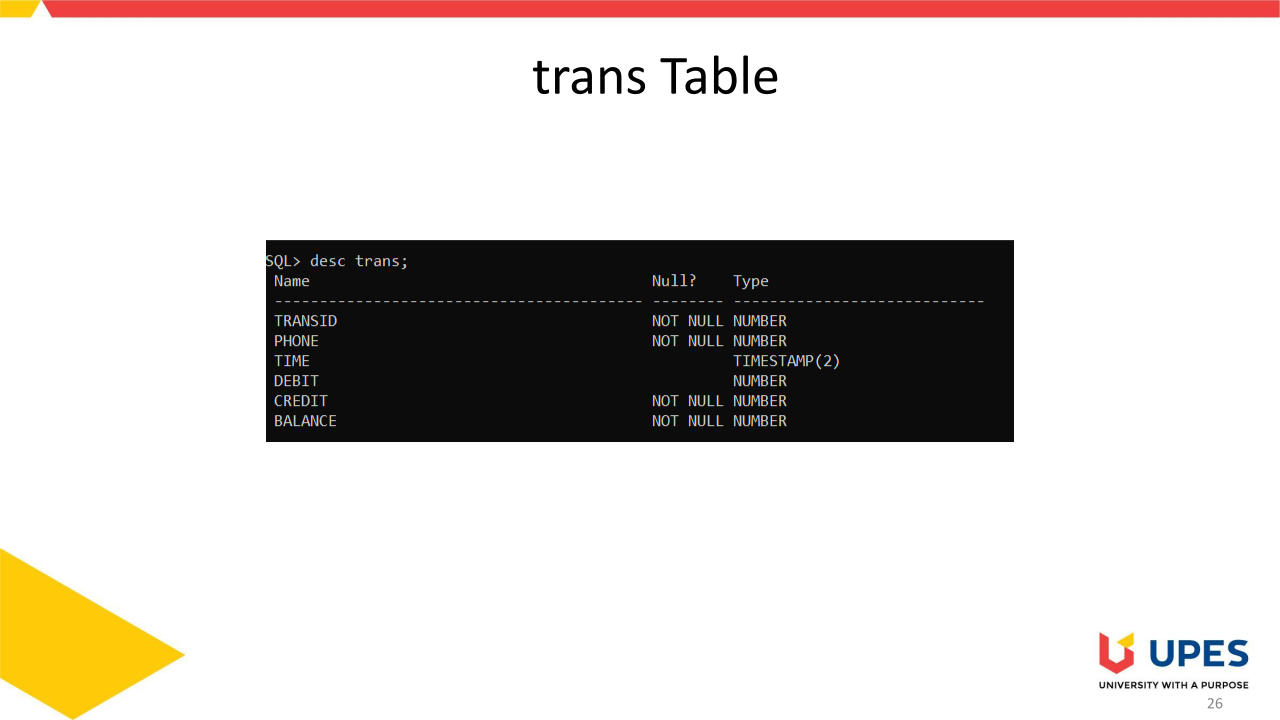 trans Table
SQL> desc trans;
Name Null? Type
----------------------------------------- -------- ----------------------------
TRANSID NOT NULL NUMBER
PHONE NOT NULL NUMBER
TIME TIMESTAMP(2)
DEBIT NUMBER
CREDIT NOT NULL NUMBER
BALANCE NOT NULL NUMBER
UPES
UNIVERSITY WITH A PURPOSE
26